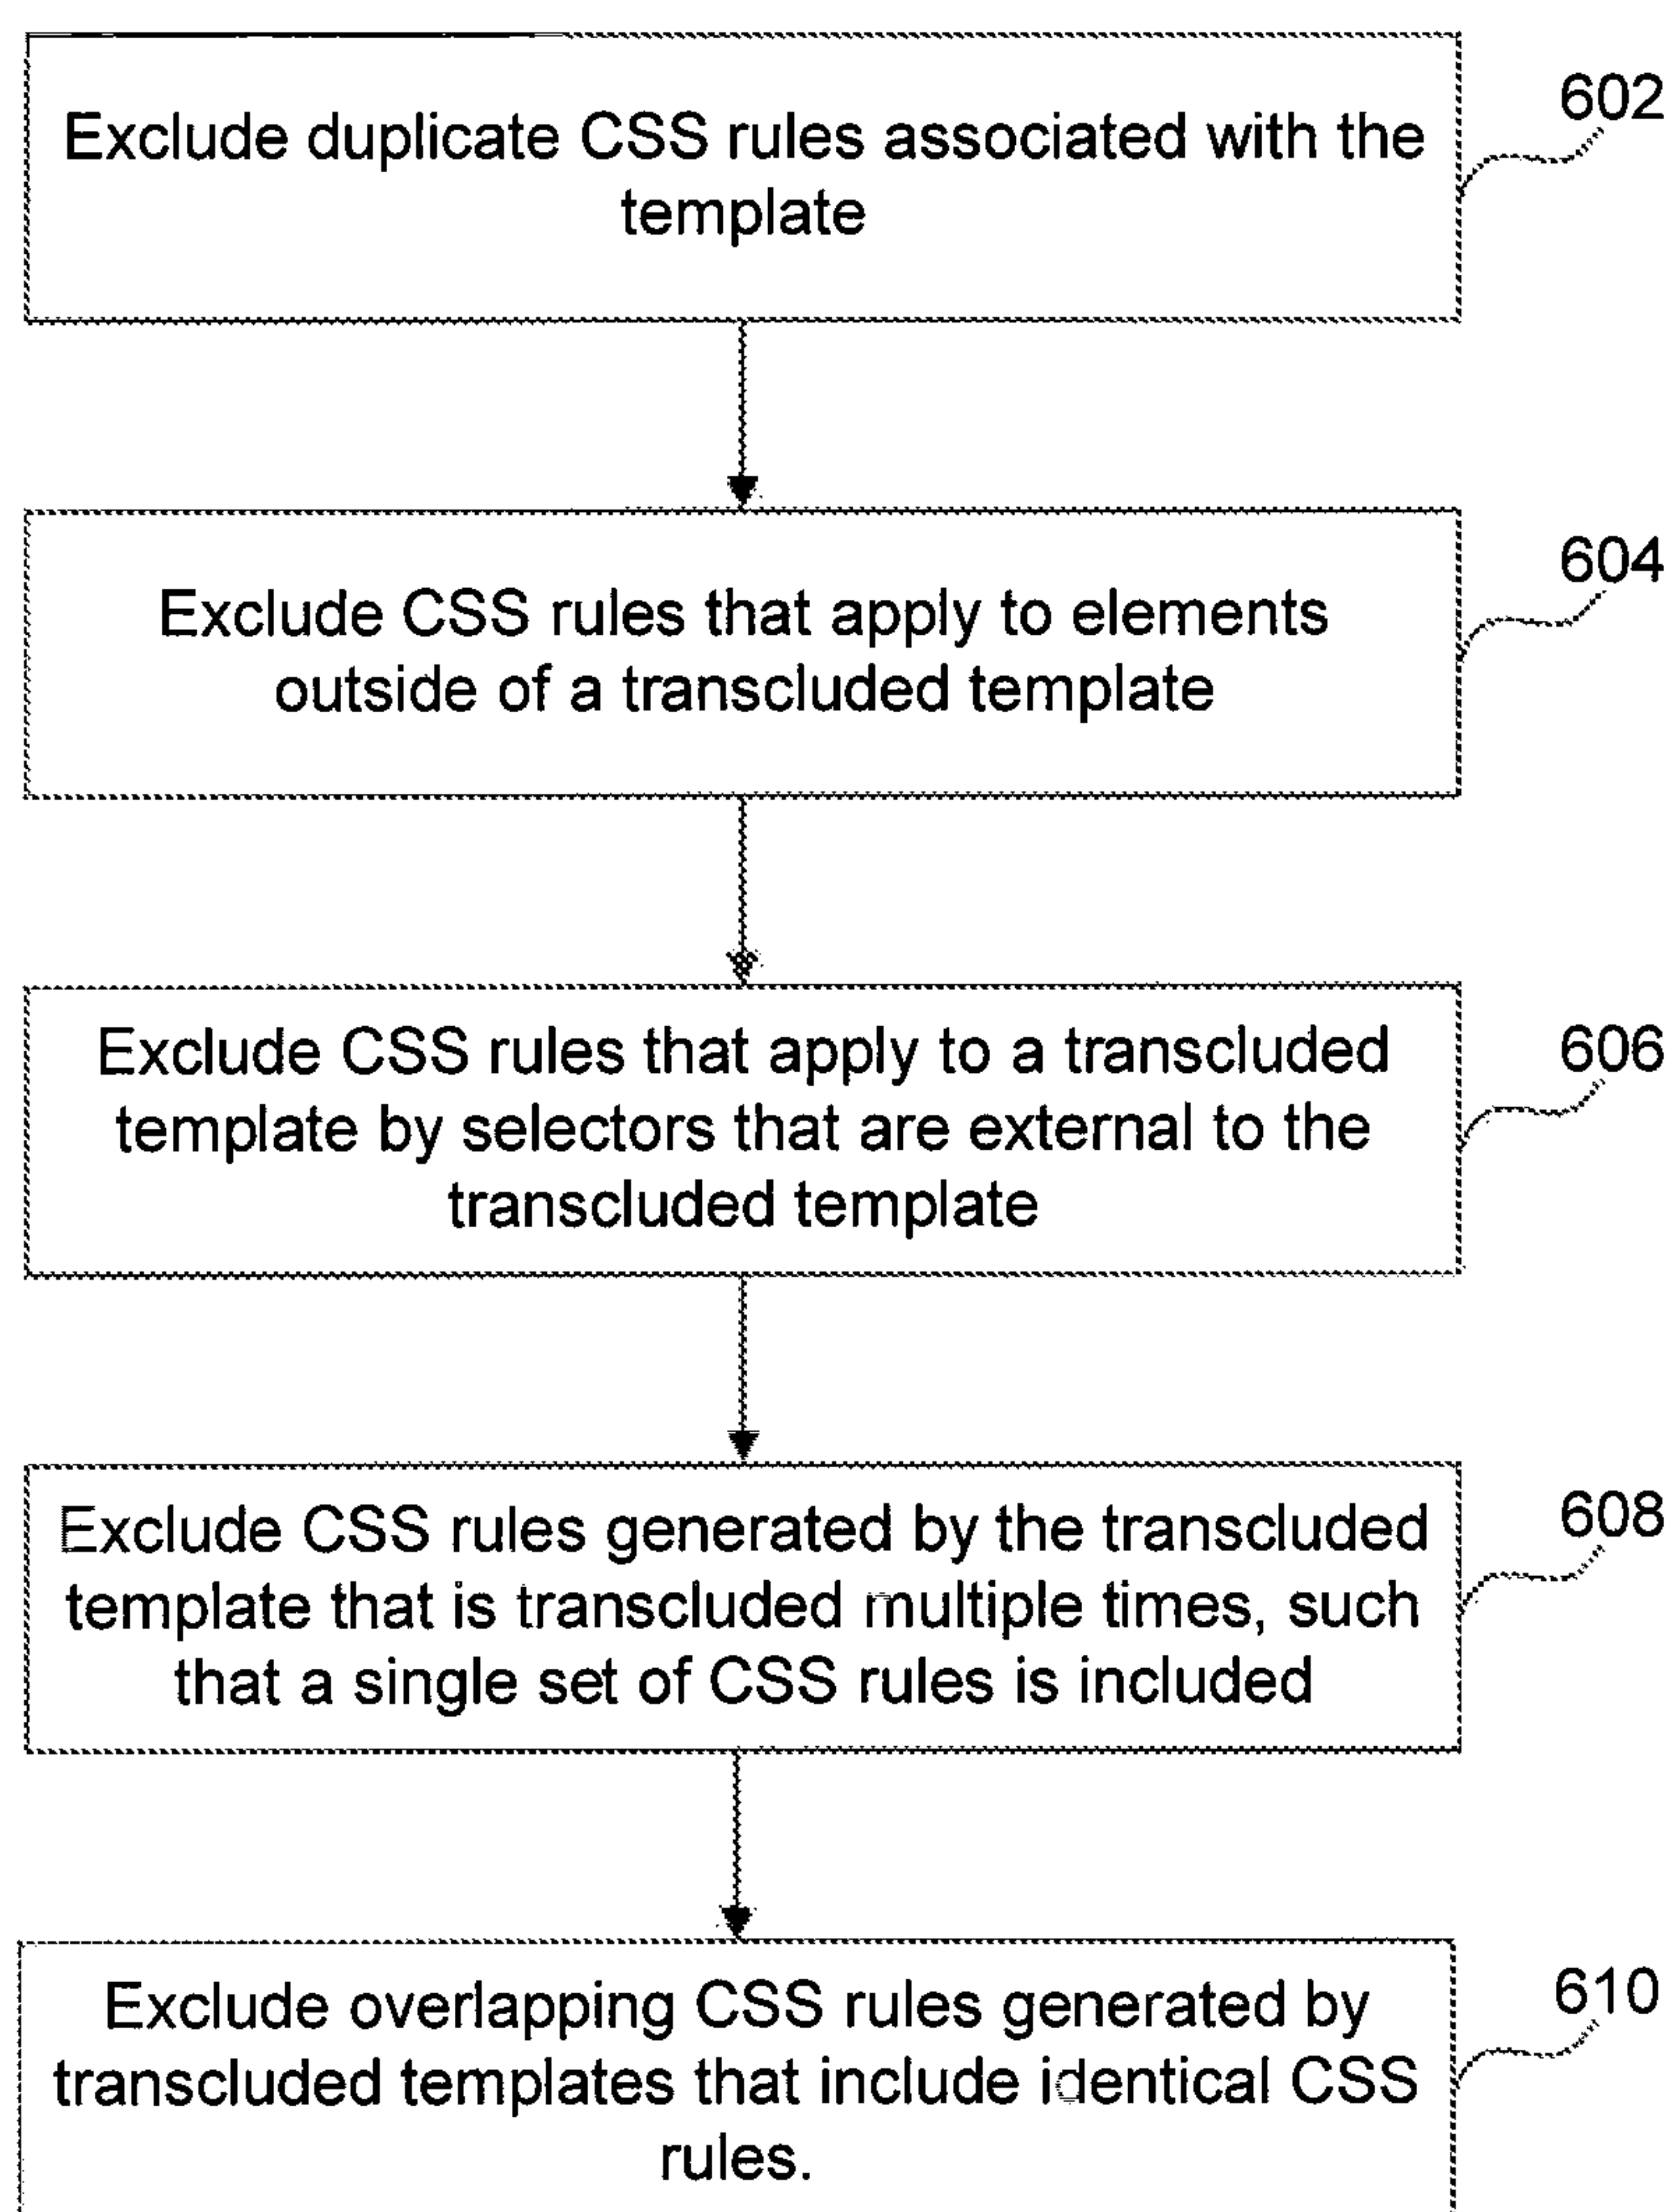 Exclude duplicate CSS rules associated with the
template
602
Exclude CSS rules that apply to elements
outside of a transcluded template
604
Exclude CSS rules that apply to a transcluded
template by selectors that are external to the
transcluded template
606
Exclude CSS rules generated by the transcluded
template that is transcluded multiple times, such
that a single set of CSS rules is included
608
Exclude overlapping CSS rules generated by
transcluded templates that include identical CSS
rules.
610